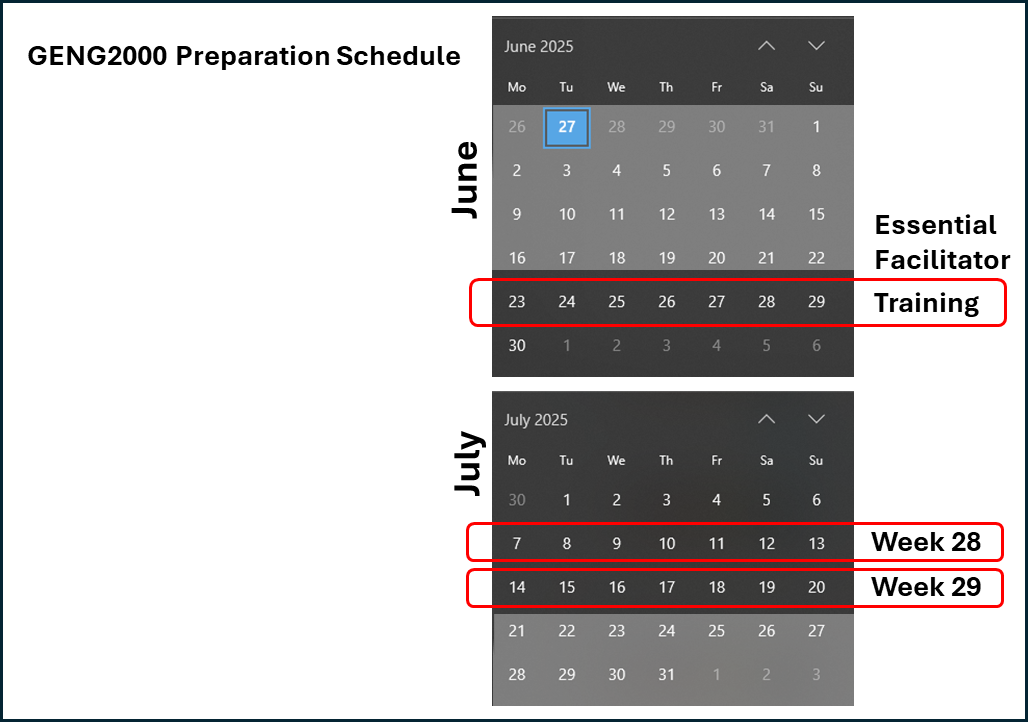 GENG2000 Preparation Schedule
June
June 2025
Mo Tu We Th Fr Sa Su
26 27 28 29 30 31 1
2 3 4 5 6 7 8
9 10 11 12 13 14 15
16 17 18 19 20 21 22
23 24 25 26 27 28 29
30 1 2 3 4 5 6
Essential
Facilitator
Training
July
July 2025
Mo Tu We Th Fr Sa Su
30 1 2 3 4 5 6
7 8 9 10 11 12 13
Week 28
14 15 16 17 18 19 20
Week 29
21 22 23 24 25 26 27
28 29 30 31 1 2 3